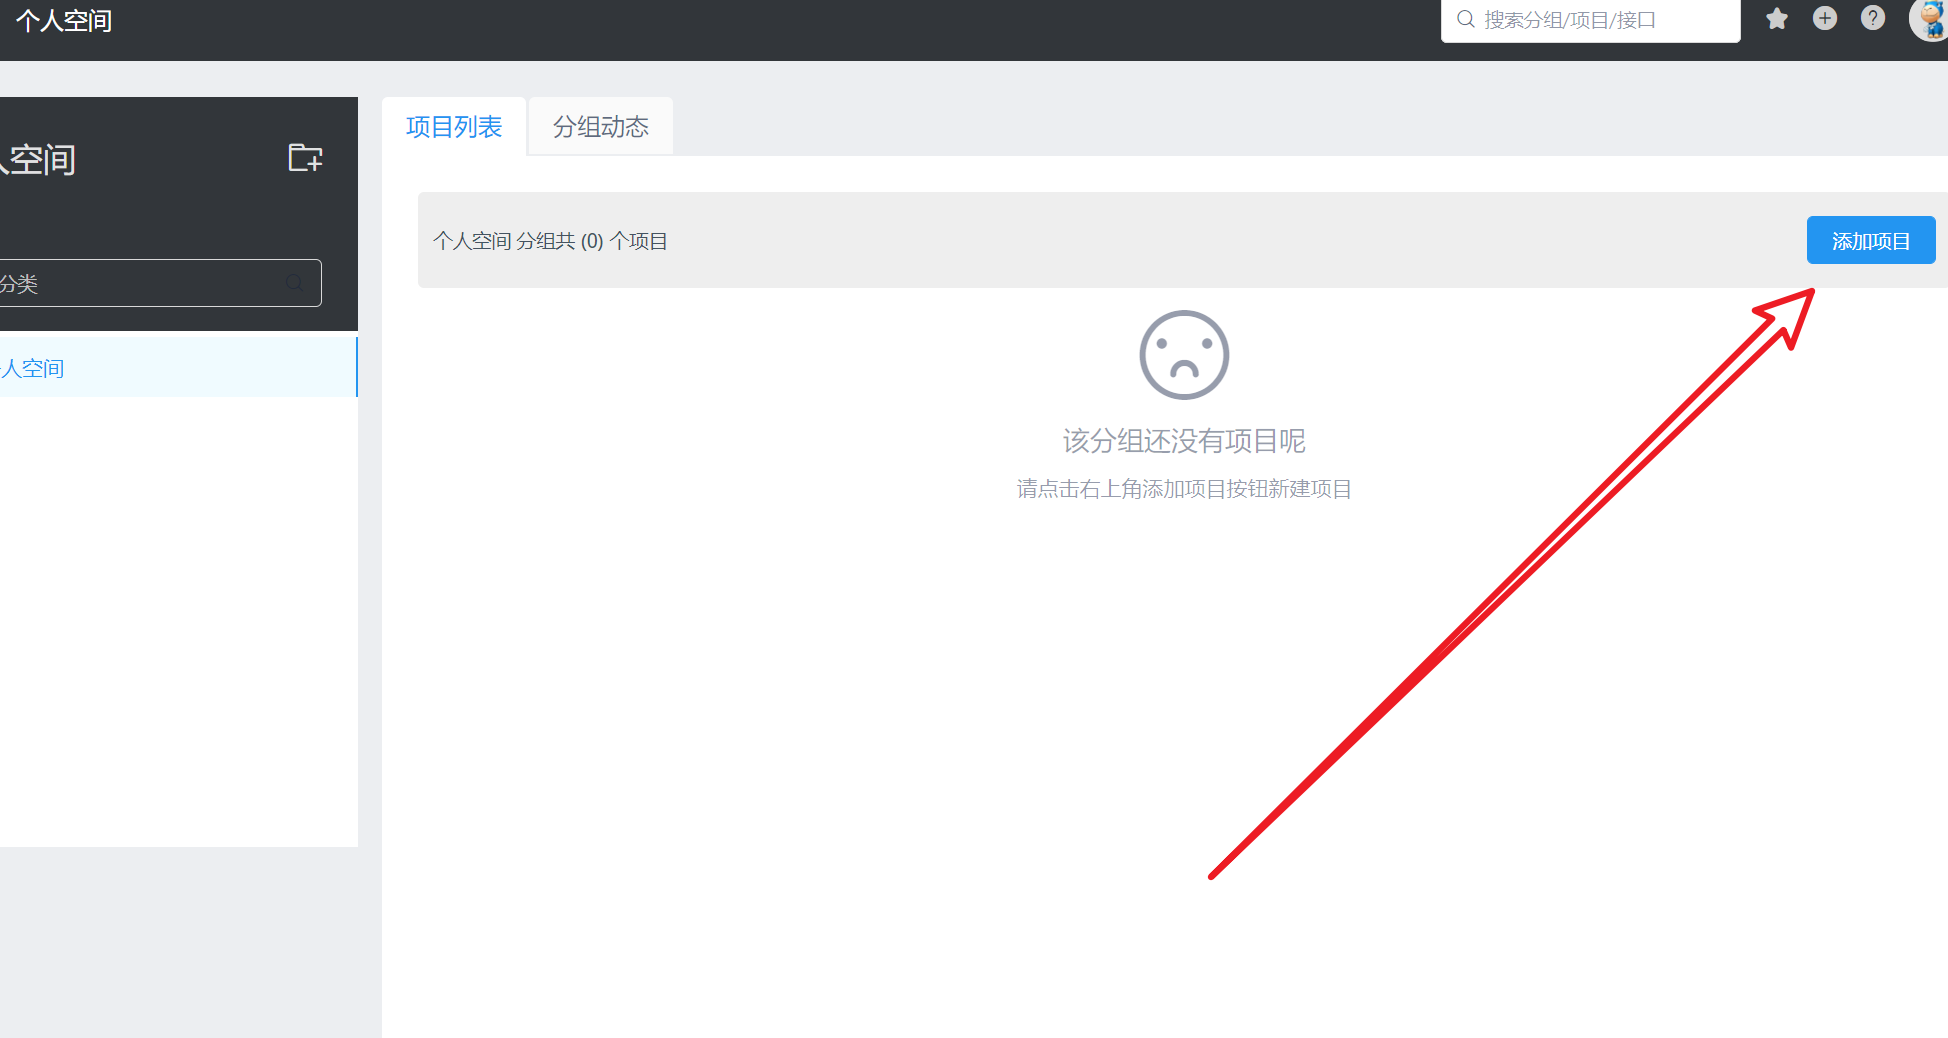 个人空间
搜索分组/项目/接口
人空间
分类
人空间
项目列表
分组动态
个人空间 分组共 (0) 个项目
添加项目
该分组还没有项目呢
请点击右上角添加项目按钮新建项目